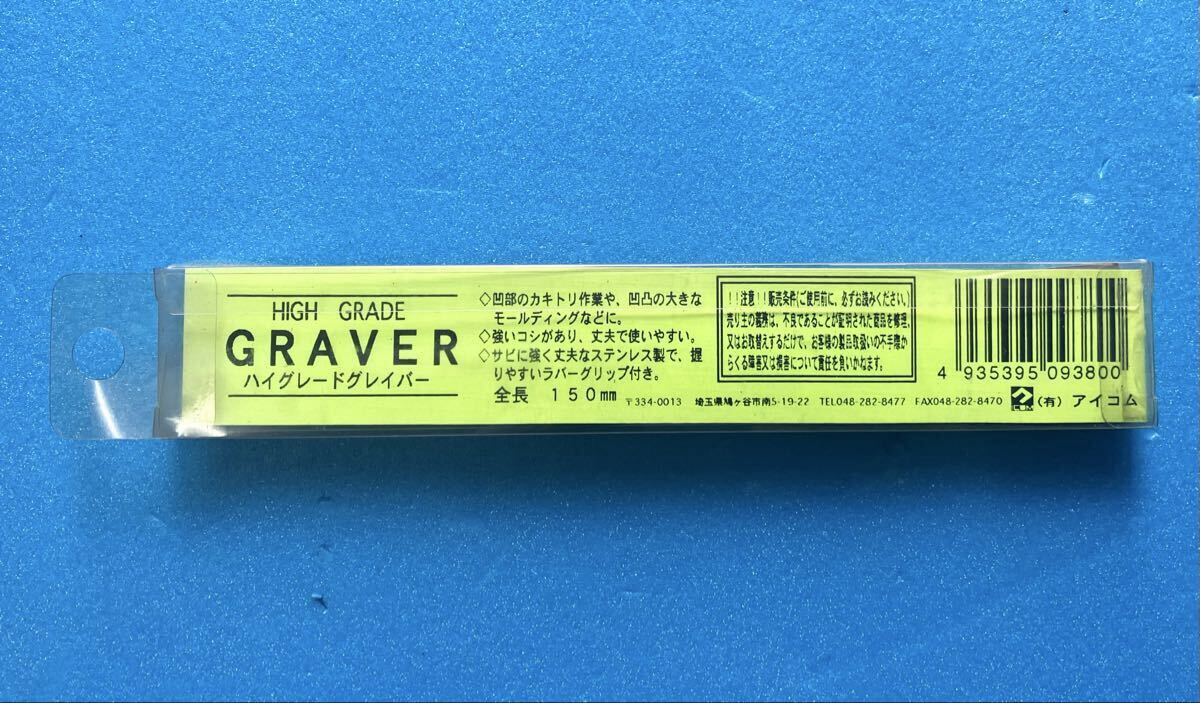 HIGH GRADE
GRAVER
ハイグレードグレイバー
◇凹部のカキトリ作業や、凹凸の大きな
モールディングなどに。
◇強いコシがあり、丈夫で使いやすい。
◇サビに強く丈夫なステンレス製で、握
りやすいラバーグリップ付き。
全長 150mm
!!注意!!販売条件(ご使用前に、必ずお読みください。)
売り主の義務は、不良であることが証明された商品を修理、
又はお取替えするだけで、お客様の製品取扱いの不手際か
らくる障害又は損害について責任を負いかねます。
4 935395 093800
〒334-0013 埼玉県鳩ヶ谷市南5-19-22 TEL048-282-8477 FAX048-282-8470 (有)アイコム